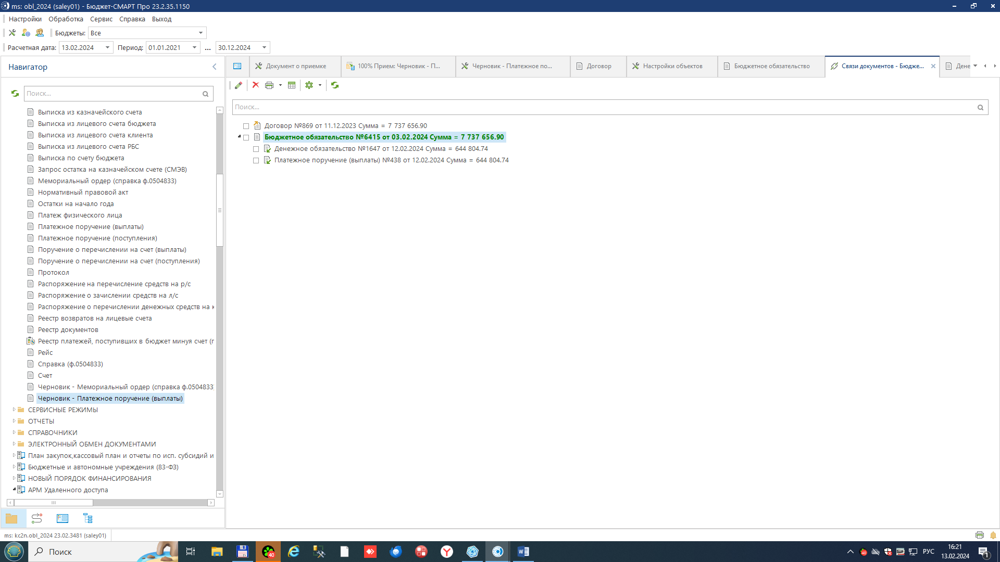 ms: obl_2024 (saley01) - Бюджет-СМАРТ Про 23.2.35.1150
Настройки Обработка Сервис Справка Выход
Бюджеты: Все
Расчетная дата: 13.02.2024 Период: 01.01.2021 ... 30.12.2024
Навигатор
Документ о приемке
100% Прием: Черновик - П...
Черновик - Платежное по...
Договор
Настройки объектов
Бюджетное обязательство
Связи документов - Бюдже...
Дене
Поиск...
Выписка из казначейского счета
Выписка из лицевого счета бюджета
Выписка из лицевого счета клиента
Выписка из лицевого счета РБС
Выписка по счету бюджета
Запрос остатка на казначейском счете (СМЭВ)
Мемориальный ордер (справка ф.0504833)
Нормативный правовой акт
Остатки на начало года
Платеж физического лица
Платежное поручение (выплаты)
Платежное поручение (поступления)
Поручение о перечислении на счет (выплаты)
Поручение о перечислении на счет (поступления)
Протокол
Распоряжение на перечисление средств на р/с
Распоряжение о зачислении средств на л/с
Распоряжение о перечислении денежных средств на к
Реестр возвратов на лицевые счета
Реестр документов
Реестр платежей, поступивших в бюджет минуя счет (г
Рейс
Справка (ф.0504833)
Счет
Черновик - Мемориальный ордер (справка ф.0504833)
Черновик - Платежное поручение (выплаты)
СЕРВИСНЫЕ РЕЖИМЫ
ОТЧЕТЫ
СПРАВОЧНИКИ
ЭЛЕКТРОННЫЙ ОБМЕН ДОКУМЕНТАМИ
План закупок,кассовый план и отчеты по исп. субсидий и
Бюджетные и автономные учреждения (83-ФЗ)
НОВЫЙ ПОРЯДОК ФИНАНСИРОВАНИЯ
АРМ Удаленного доступа
Поиск...
Договор №869 от 11.12.2023 Сумма = 7 737 656.90
Бюджетное обязательство №6415 от 03.02.2024 Сумма = 7 737 656.90
Денежное обязательство №1647 от 12.02.2024 Сумма = 644 804.74
Платежное поручение (выплаты) №438 от 12.02.2024 Сумма = 644 804.74
ms: kc2n.obl_2024 23.02.3481 (saley01)
Поиск
40
40
РУС
16:21
13.02.2024
1